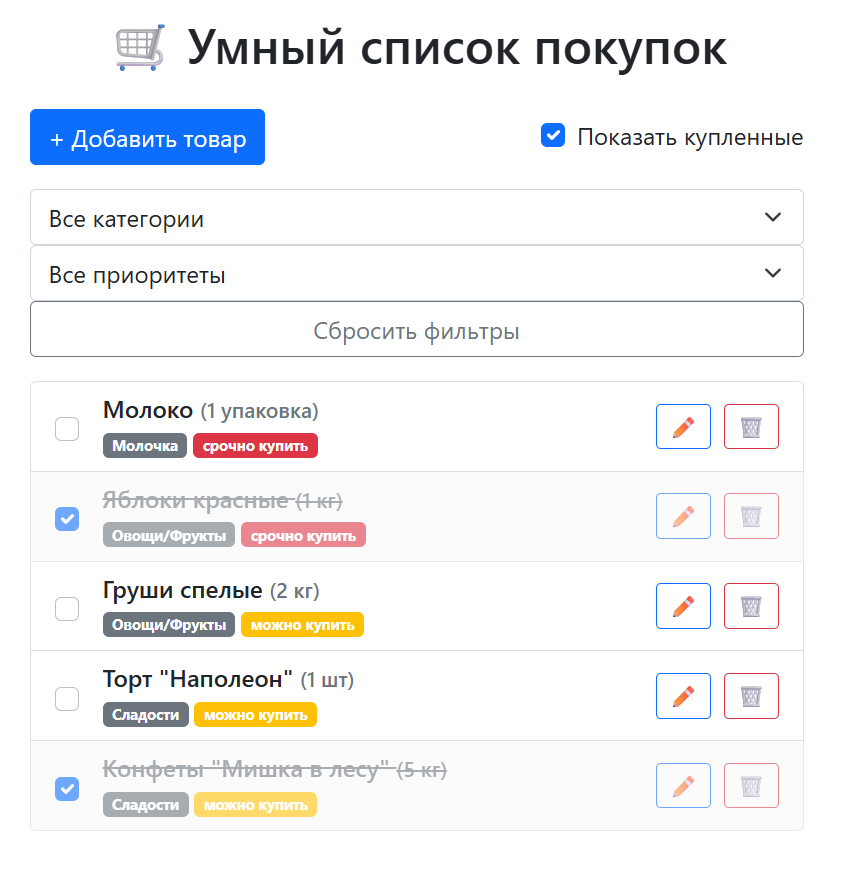 Умный список покупок
+ Добавить товар
Показать купленные
Все категории
Все приоритеты
Сбросить фильтры
Молоко (1 упаковка)
Молочка срочно купить
Яблоки красные (1 кг)
Овощи/Фрукты срочно купить
Груши спелые (2 кг)
Овощи/Фрукты можно купить
Торт "Наполеон" (1 шт)
Сладости можно купить
Конфеты "Мишка в лесу" (5 кг)
Сладости можно купить